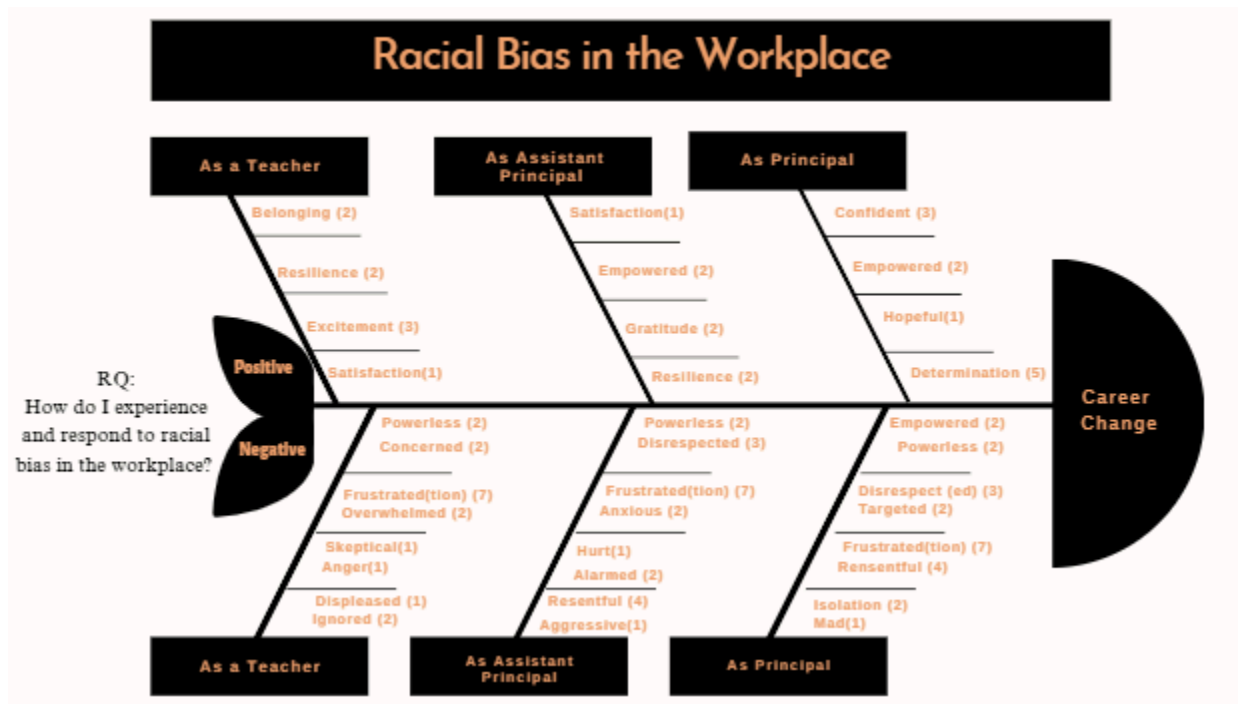 Racial Bias in the Workplace
As a Teacher
As Assistant
Principal
As Principal
Belonging (2)
Resilience (2)
Excitement (3)
Satisfaction(1)
Satisfaction(1)
Empowered (2)
Gratitude (2)
Resilience (2)
Confident (3)
Empowered (2)
Hopeful(1)
Determination (5)
RQ:
How do I experience
and respond to racial
bias in the workplace?
Positive
Negative
Career
Change
Powerless (2)
Concerned (2)
Frustrated(tion) (7)
Overwhelmed (2)
Skeptical(1)
Anger(1)
Displeased (1)
Ignored (2)
Powerless (2)
Disrespected (3)
Frustrated(tion) (7)
Anxious (2)
Hurt(1)
Alarmed (2)
Resentful (4)
Aggressive(1)
Empowered (2)
Powerless (2)
Disrespect (ed) (3)
Targeted (2)
Frustrated(tion) (7)
Rensentful (4)
Isolation (2)
Mad(1)
As a Teacher
As Assistant
Principal
As Principal